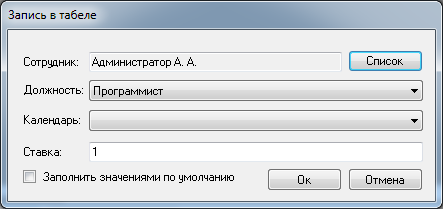 Запись в табеле
Сотрудник: Администратор А. А. Список
Должность: Программист
Календарь:
Ставка: 1
Заполнить значениями по умолчанию Ок Отмена